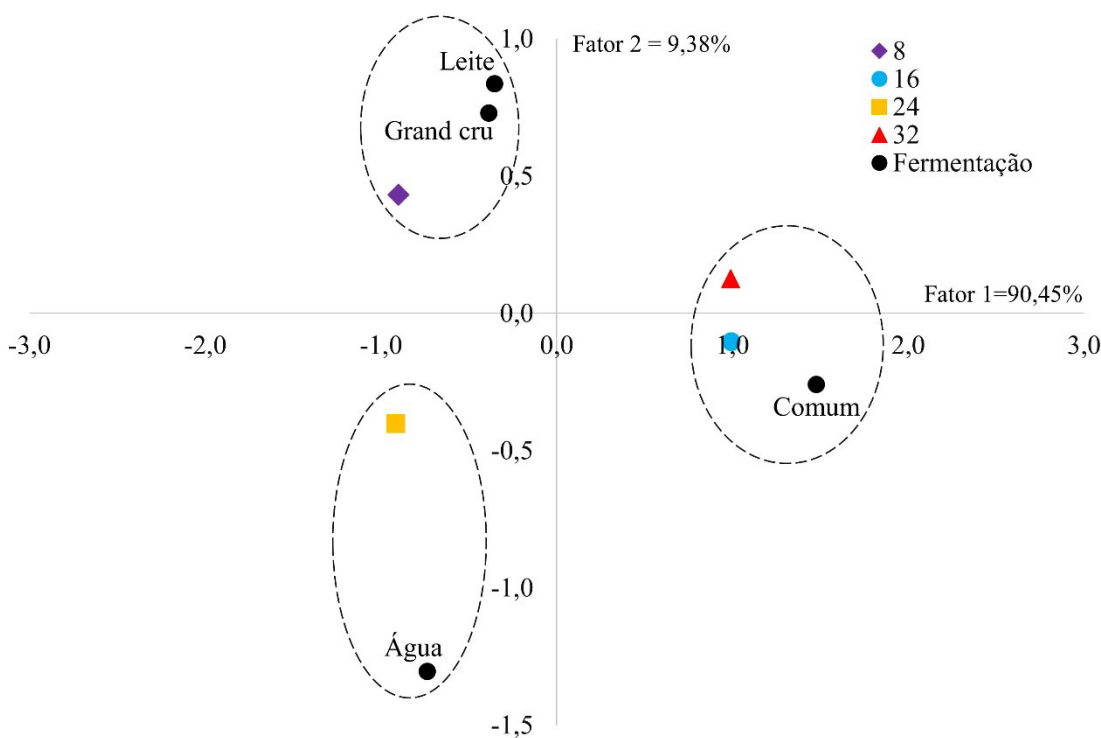 1,0
Fator 2 = 9,38%
8
Leite
16
24
Grand cru
32
0,5
Fermentação
Fator 1=90,45%
0,0
-3,0
-2,0
-1,0
0,0
1,0
2,0
3,0
Comum
-0,5
-1,0
Água
-1,5